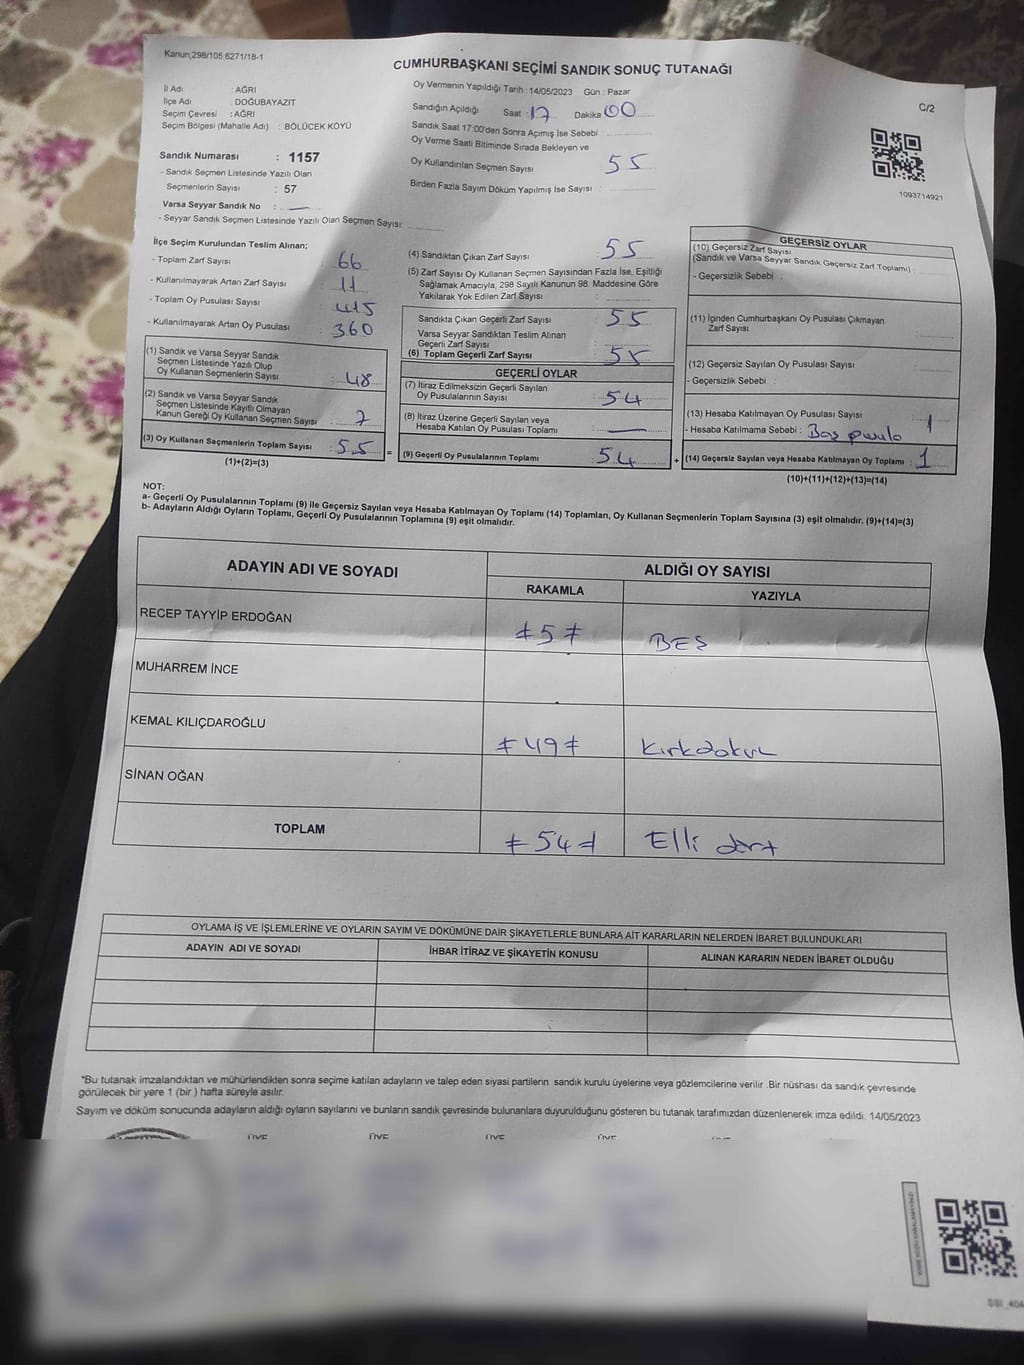 Kanun;298/105,6271/18-1
CUMHURBAŞKANI SEÇİMİ SANDIK SONUÇ TUTANAĞI
C/2
İl Adı : AĞRI
İlçe Adı : DOĞUBAYAZIT
Seçim Çevresi : AĞRI
Seçim Bölgesi (Mahalle Adı) : BÖLÜCEK KÖYÜ
Sandık Numarası : 1157
- Sandık Seçmen Listesinde Yazılı Olan
Seçmenlerin Sayısı : 57
Varsa Seyyar Sandık No : —
- Seyyar Sandık Seçmen Listesinde Yazılı Olan Seçmen Sayısı:
Oy Vermenin Yapıldığı Tarih : 14/05/2023 Gün : Pazar
Sandığın Açıldığı Saat : 17 Dakika 00
Sandık Saat 17:00'den Sonra Açımış İse Sebebi :
Oy Verme Saati Bitiminde Sırada Bekleyen ve
Oy Kullandırılan Seçmen Sayısı : 55
Birden Fazla Sayım Döküm Yapılmış İse Sayısı :
1093714921
İlçe Seçim Kurulundan Teslim Alınan;
- Toplam Zarf Sayısı : 66
- Kullanılmayarak Artan Zarf Sayısı : 11
- Toplam Oy Pusulası Sayısı : 415
- Kullanılmayarak Artan Oy Pusulası : 360
(1) Sandık ve Varsa Seyyar Sandık
Seçmen Listesinde Yazılı Olup
Oy Kullanan Seçmenlerin Sayısı : 48
(2) Sandık ve Varsa Seyyar Sandık
Seçmen Listesinde Kayıtlı Olmayan
Kanun Gereği Oy Kullanan Seçmen Sayısı : 7
(3) Oy Kullanan Seçmenlerin Toplam Sayısı : 55
(1)+(2)=(3)
=
(4) Sandıktan Çıkan Zarf Sayısı : 55
(5) Zarf Sayısı Oy Kullanan Seçmen Sayısından Fazla İse, Eşitliği
Sağlamak Amacıyla, 298 Sayılı Kanunun 98. Maddesine Göre
Yakılarak Yok Edilen Zarf Sayısı :
Sandıkta Çıkan Geçerli Zarf Sayısı : 55
Varsa Seyyar Sandıktan Teslim Alınan
Geçerli Zarf Sayısı :
(6) Toplam Geçerli Zarf Sayısı : 55
GEÇERLİ OYLAR
(7) İtiraz Edilmeksizin Geçerli Sayılan
Oy Pusulalarının Sayısı : 54
(8) İtiraz Üzerine Geçerli Sayılan veya
Hesaba Katılan Oy Pusulası Toplamı : —
(9) Geçerli Oy Pusulalarının Toplamı : 54
+
GEÇERSİZ OYLAR
(10) Geçersiz Zarf Sayısı
(Sandık ve Varsa Seyyar Sandık Geçersiz Zarf Toplamı) :
- Geçersizlik Sebebi :
(11) İçinden Cumhurbaşkanı Oy Pusulası Çıkmayan
Zarf Sayısı :
(12) Geçersiz Sayılan Oy Pusulası Sayısı :
- Geçersizlik Sebebi :
(13) Hesaba Katılmayan Oy Pusulası Sayısı : 1
- Hesaba Katılmama Sebebi : Boş pusula
(14) Geçersiz Sayılan veya Hesaba Katılmayan Oy Toplamı : 1
(10)+(11)+(12)+(13)=(14)
NOT:
a- Geçerli Oy Pusulalarının Toplamı (9) ile Geçersiz Sayılan veya Hesaba Katılmayan Oy Toplamı (14) Toplamları, Oy Kullanan Seçmenlerin Toplam Sayısına (3) eşit olmalıdır. (9)+(14)=(3)
b- Adayların Aldığı Oyların Toplamı, Geçerli Oy Pusulalarının Toplamına (9) eşit olmalıdır.
ADAYIN ADI VE SOYADI
ALDIĞI OY SAYISI
RAKAMLA YAZIYLA
RECEP TAYYİP ERDOĞAN ≠5≠ BEŞ
MUHARREM İNCE
KEMAL KILIÇDAROĞLU ≠49≠ Kırkdokuz
SİNAN OĞAN
TOPLAM ≠54≠ Elli dört
OYLAMA İŞ VE İŞLEMLERİNE VE OYLARIN SAYIM VE DÖKÜMÜNE DAİR ŞİKAYETLERLE BUNLARA AİT KARARLARIN NELERDEN İBARET BULUNDUKLARI
ADAYIN ADI VE SOYADI İHBAR İTİRAZ VE ŞİKAYETİN KONUSU ALINAN KARARIN NEDEN İBARET OLDUĞU
"Bu tutanak imzalandıktan ve mühürlendikten sonra seçime katılan adayların ve talep eden siyasi partilerin sandık kurulu üyelerine veya gözlemcilerine verilir .Bir nüshası da sandık çevresinde
görülecek bir yere 1 (bir ) hafta süreyle asılır.
Sayım ve döküm sonucunda adayların aldığı oyların sayılarını ve bunların sandık çevresinde bulunanlara duyurulduğunu gösteren bu tutanak tarafımızdan düzenlenerek imza edildi. 14/05/2023
ÜYE ÜYE ÜYE ÜYE